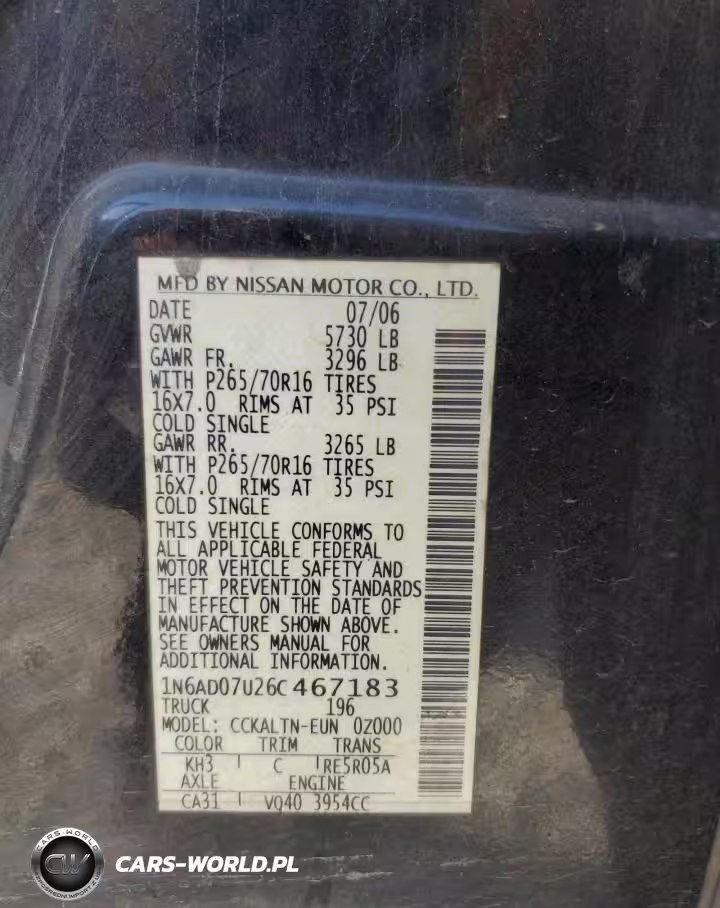 MFD BY NISSAN MOTOR CO., LTD.
DATE 07/06
GVWR 5730 LB
GAWR FR. 3296 LB
WITH P265/70R16 TIRES
16X7.0 RIMS AT 35 PSI
COLD SINGLE
GAWR RR. 3265 LB
WITH P265/70R16 TIRES
16X7.0 RIMS AT 35 PSI
COLD SINGLE
THIS VEHICLE CONFORMS TO
ALL APPLICABLE FEDERAL
MOTOR VEHICLE SAFETY AND
THEFT PREVENTION STANDARDS
IN EFFECT ON THE DATE OF
MANUFACTURE SHOWN ABOVE.
SEE OWNERS MANUAL FOR
ADDITIONAL INFORMATION.
1N6AD07U26C467183
TRUCK 196
MODEL: CCKALTN-EUN 0Z000
COLOR TRIM TRANS
KH3 C RE5R05A
AXLE ENGINE
CA31 VQ40 3954CC
CARS-WORLD
CW
CARS-WORLD.PL